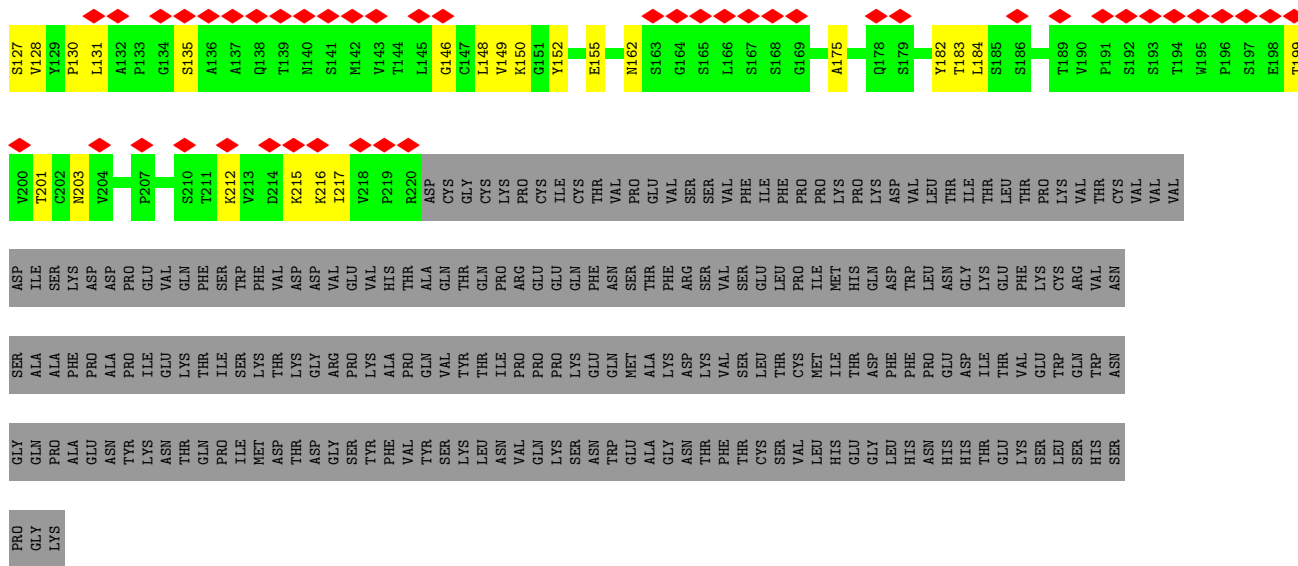 S127 V128 Y129 P130 L131 A132 P133 G134 S135 A136 A137 Q138 T139 N140 S141 M142 V143 T144 L145 G146 C147 L148 V149 K150 G151 Y152 E155 N162 S163 G164 S165 L166 S167 S168 G169 A175 Q178 S179 Y182 T183 L184 S185 S186 T189 V190 P191 S192 S193 T194 W195 P196 S197 E198 T199
V200 T201 C202 N203 V204 P207 S210 T211 K212 V213 D214 K215 K216 I217 V218 P219 R220 ASP CYS GLY CYS LYS PRO CYS ILE CYS THR VAL PRO GLU VAL SER SER VAL PHE ILE PHE PRO PRO LYS PRO LYS ASP VAL LEU THR ILE THR LEU THR PRO LYS VAL THR CYS VAL VAL VAL
ASP ILE SER LYS ASP ASP PRO GLU VAL GLN PHE SER TRP PHE VAL ASP ASP VAL GLU VAL HIS THR ALA GLN THR GLN PRO ARG GLU GLU GLN PHE ASN SER THR PHE ARG SER VAL SER GLU LEU PRO ILE MET HIS GLN ASP TRP LEU ASN GLY LYS GLU PHE LYS CYS ARG VAL ASN
SER ALA ALA PHE PRO ALA PRO ILE GLU LYS THR ILE SER LYS THR LYS GLY ARG PRO LYS ALA PRO GLN VAL TYR THR ILE PRO PRO PRO LYS GLU GLN MET ALA LYS ASP LYS VAL SER LEU THR CYS MET ILE THR ASP PHE PHE PRO GLU ASP ILE THR VAL GLU TRP GLN TRP ASN
GLY GLN PRO ALA GLU ASN TYR LYS ASN THR GLN PRO ILE MET ASP THR ASP GLY SER TYR PHE VAL TYR SER LYS LEU ASN VAL GLN LYS SER ASN TRP GLU ALA GLY ASN THR PHE THR CYS SER VAL LEU HIS GLU GLY LEU HIS ASN HIS HIS THR GLU LYS SER LEU SER HIS SER
PRO GLY LYS